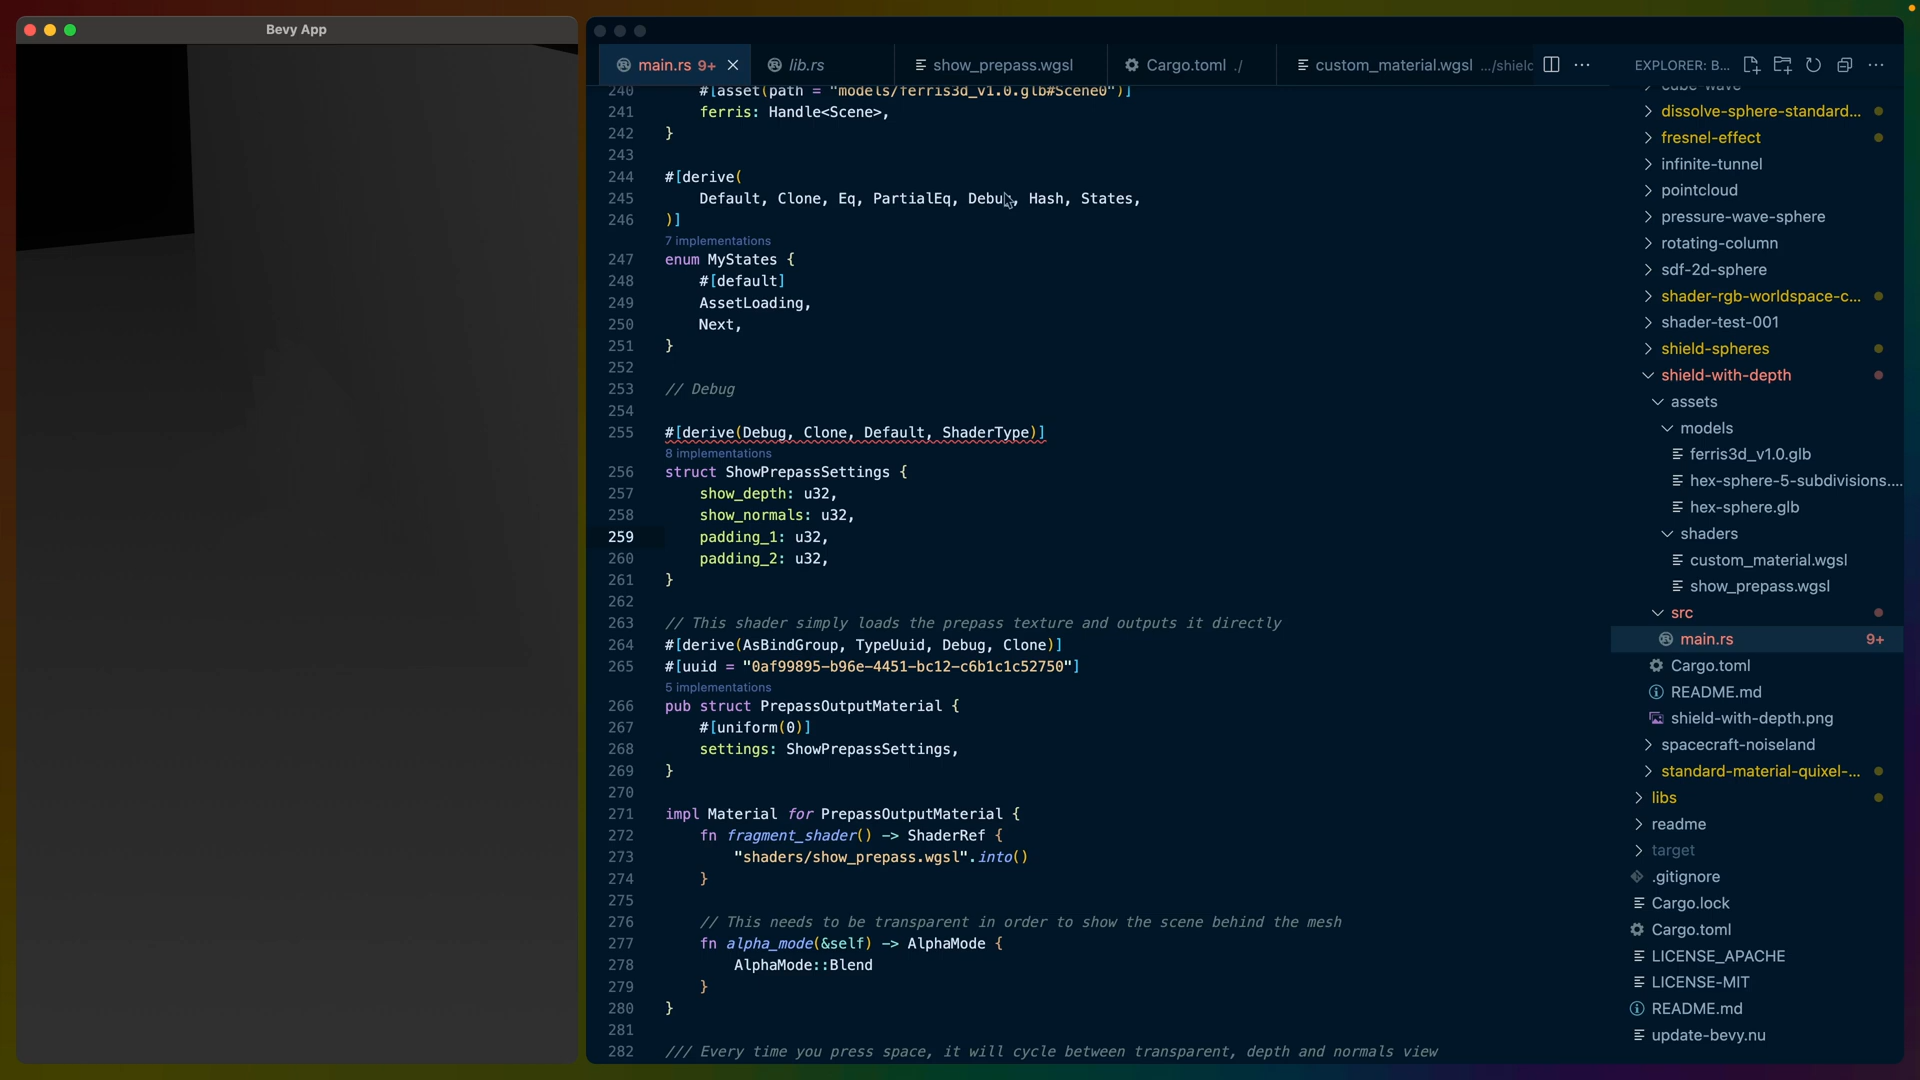 Bevy App
main.rs 9+
lib.rs
show_prepass.wgsl
Cargo.toml ./
custom_material.wgsl .../shield
EXPLORER: B...
240 #[asset(path = "models/ferris3d_v1.0.glb#Scene0")]
241 ferris: Handle<Scene>,
242 }
243
244 #[derive(
245 Default, Clone, Eq, PartialEq, Debug, Hash, States,
246 )]
7 implementations
247 enum MyStates {
248 #[default]
249 AssetLoading,
250 Next,
251 }
252
253 // Debug
254
255 #[derive(Debug, Clone, Default, ShaderType)]
8 implementations
256 struct ShowPrepassSettings {
257 show_depth: u32,
258 show_normals: u32,
259 padding_1: u32,
260 padding_2: u32,
261 }
262
263 // This shader simply loads the prepass texture and outputs it directly
264 #[derive(AsBindGroup, TypeUuid, Debug, Clone)]
265 #[uuid = "0af99895-b96e-4451-bc12-c6b1c1c52750"]
5 implementations
266 pub struct PrepassOutputMaterial {
267 #[uniform(0)]
268 settings: ShowPrepassSettings,
269 }
270
271 impl Material for PrepassOutputMaterial {
272 fn fragment_shader() -> ShaderRef {
273 "shaders/show_prepass.wgsl".into()
274 }
275
276 // This needs to be transparent in order to show the scene behind the mesh
277 fn alpha_mode(&self) -> AlphaMode {
278 AlphaMode::Blend
279 }
280 }
281
282 /// Every time you press space, it will cycle between transparent, depth and normals view
cube-wave
dissolve-sphere-standard...
fresnel-effect
infinite-tunnel
pointcloud
pressure-wave-sphere
rotating-column
sdf-2d-sphere
shader-rgb-worldspace-c...
shader-test-001
shield-spheres
shield-with-depth
assets
models
ferris3d_v1.0.glb
hex-sphere-5-subdivisions....
hex-sphere.glb
shaders
custom_material.wgsl
show_prepass.wgsl
src
main.rs 9+
Cargo.toml
README.md
shield-with-depth.png
spacecraft-noiseland
standard-material-quixel-...
libs
readme
target
.gitignore
Cargo.lock
Cargo.toml
LICENSE_APACHE
LICENSE-MIT
README.md
update-bevy.nu